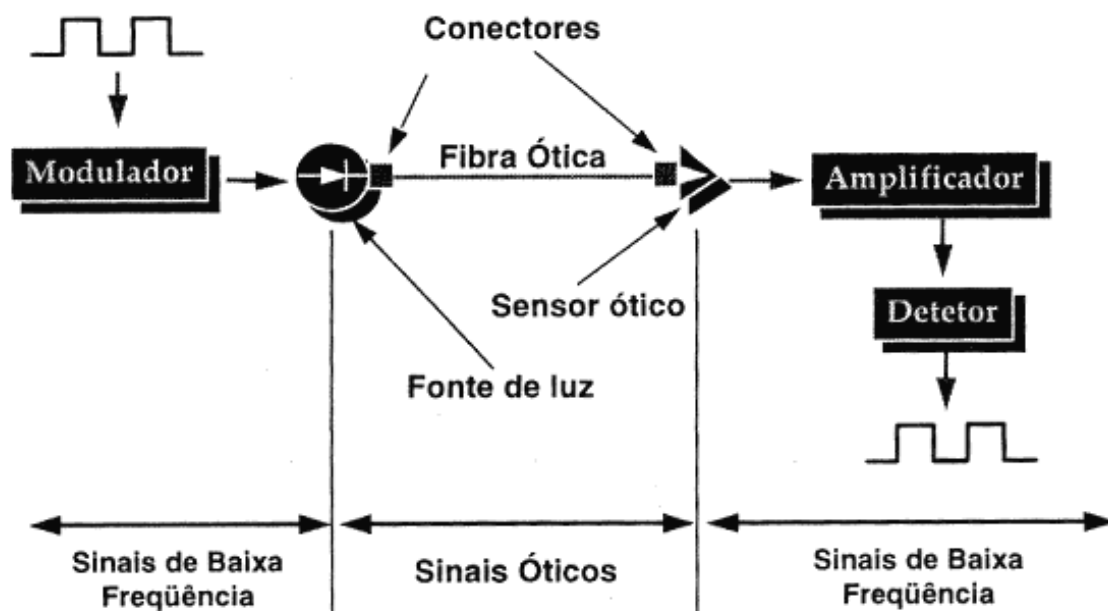 Conectores
Modulador
Fibra Ótica
Amplificador
Sensor ótico
Detetor
Fonte de luz
Sinais de Baixa
Freqüência
Sinais Óticos
Sinais de Baixa
Freqüência